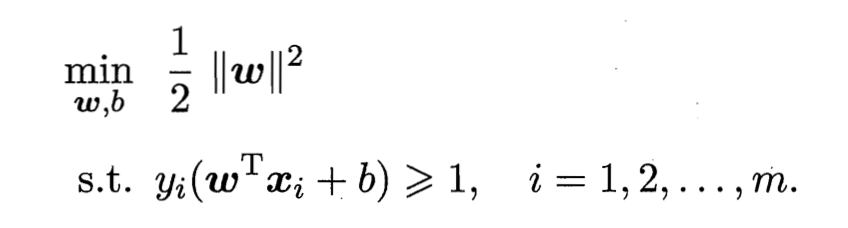 min_{w,b} 1/2 ‖w‖²
s.t. y_i(w^T x_i + b) ⩾ 1, i = 1, 2, . . . , m.